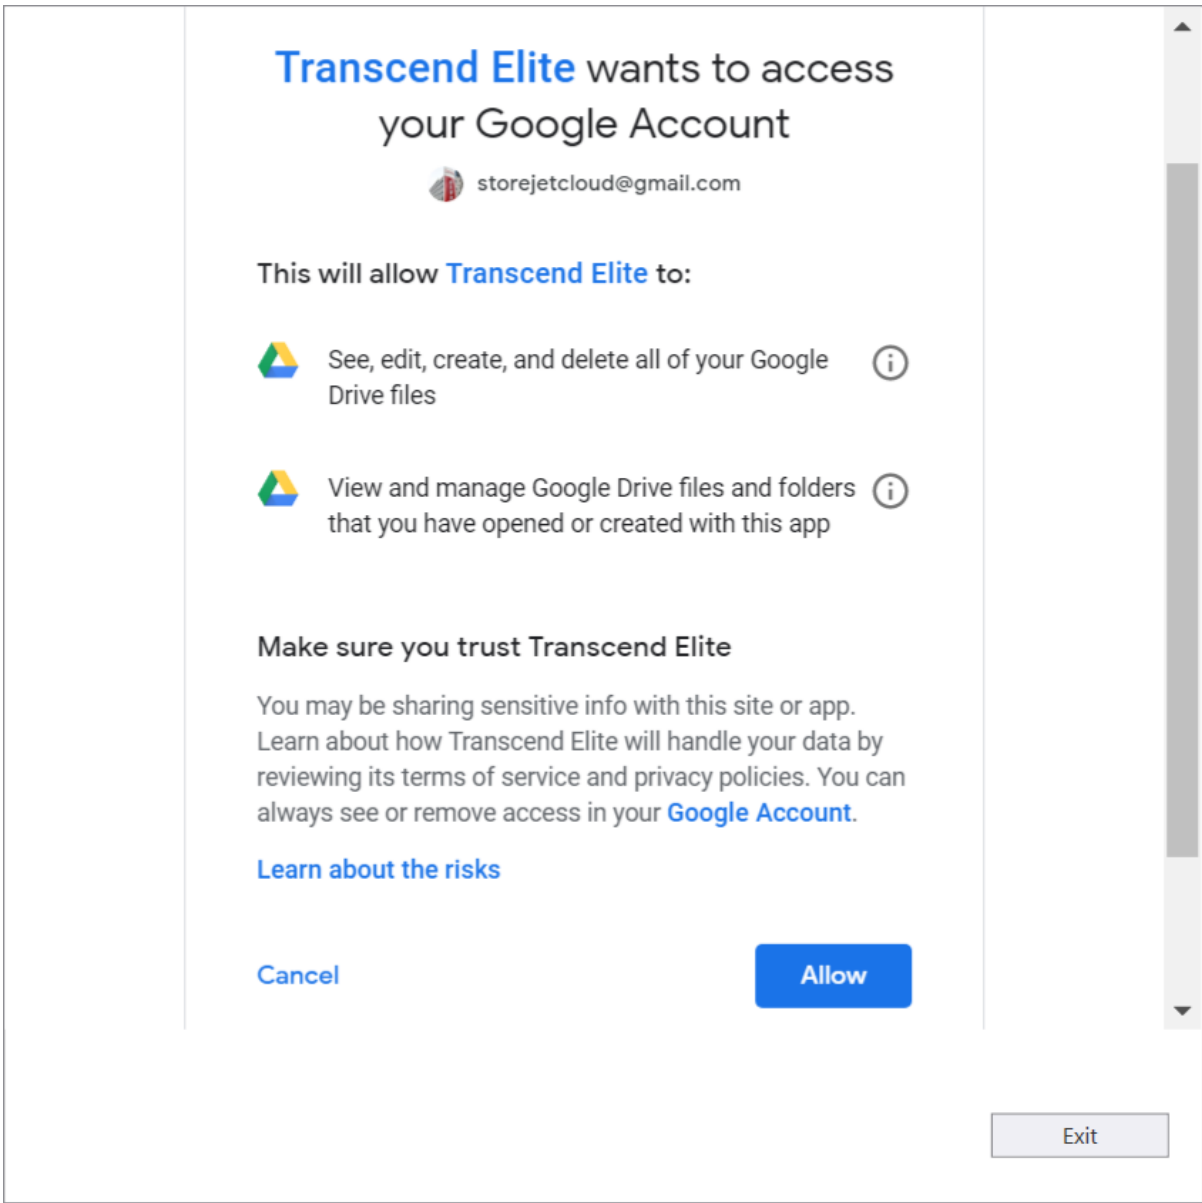 Transcend Elite wants to access
your Google Account
storejetcloud@gmail.com
This will allow Transcend Elite to:
See, edit, create, and delete all of your Google
Drive files
View and manage Google Drive files and folders
that you have opened or created with this app
Make sure you trust Transcend Elite
You may be sharing sensitive info with this site or app.
Learn about how Transcend Elite will handle your data by
reviewing its terms of service and privacy policies. You can
always see or remove access in your Google Account.
Learn about the risks
Cancel
Allow
Exit